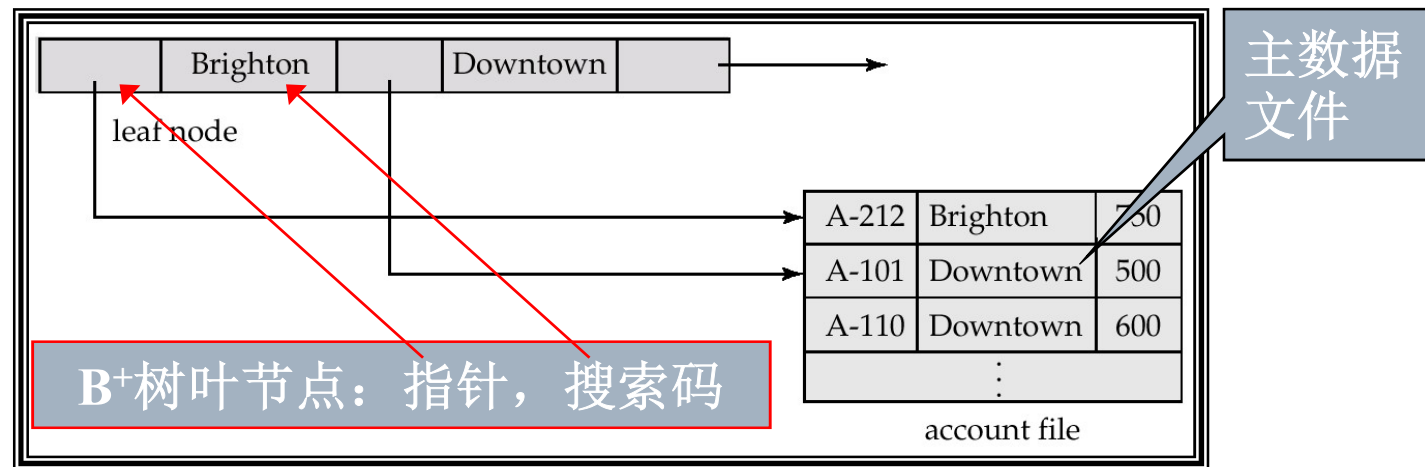 Brighton Downtown
leaf node
主数据
文件
A-212 Brighton 750
A-101 Downtown 500
A-110 Downtown 600
⋮
account file
B⁺树叶节点：指针，搜索码